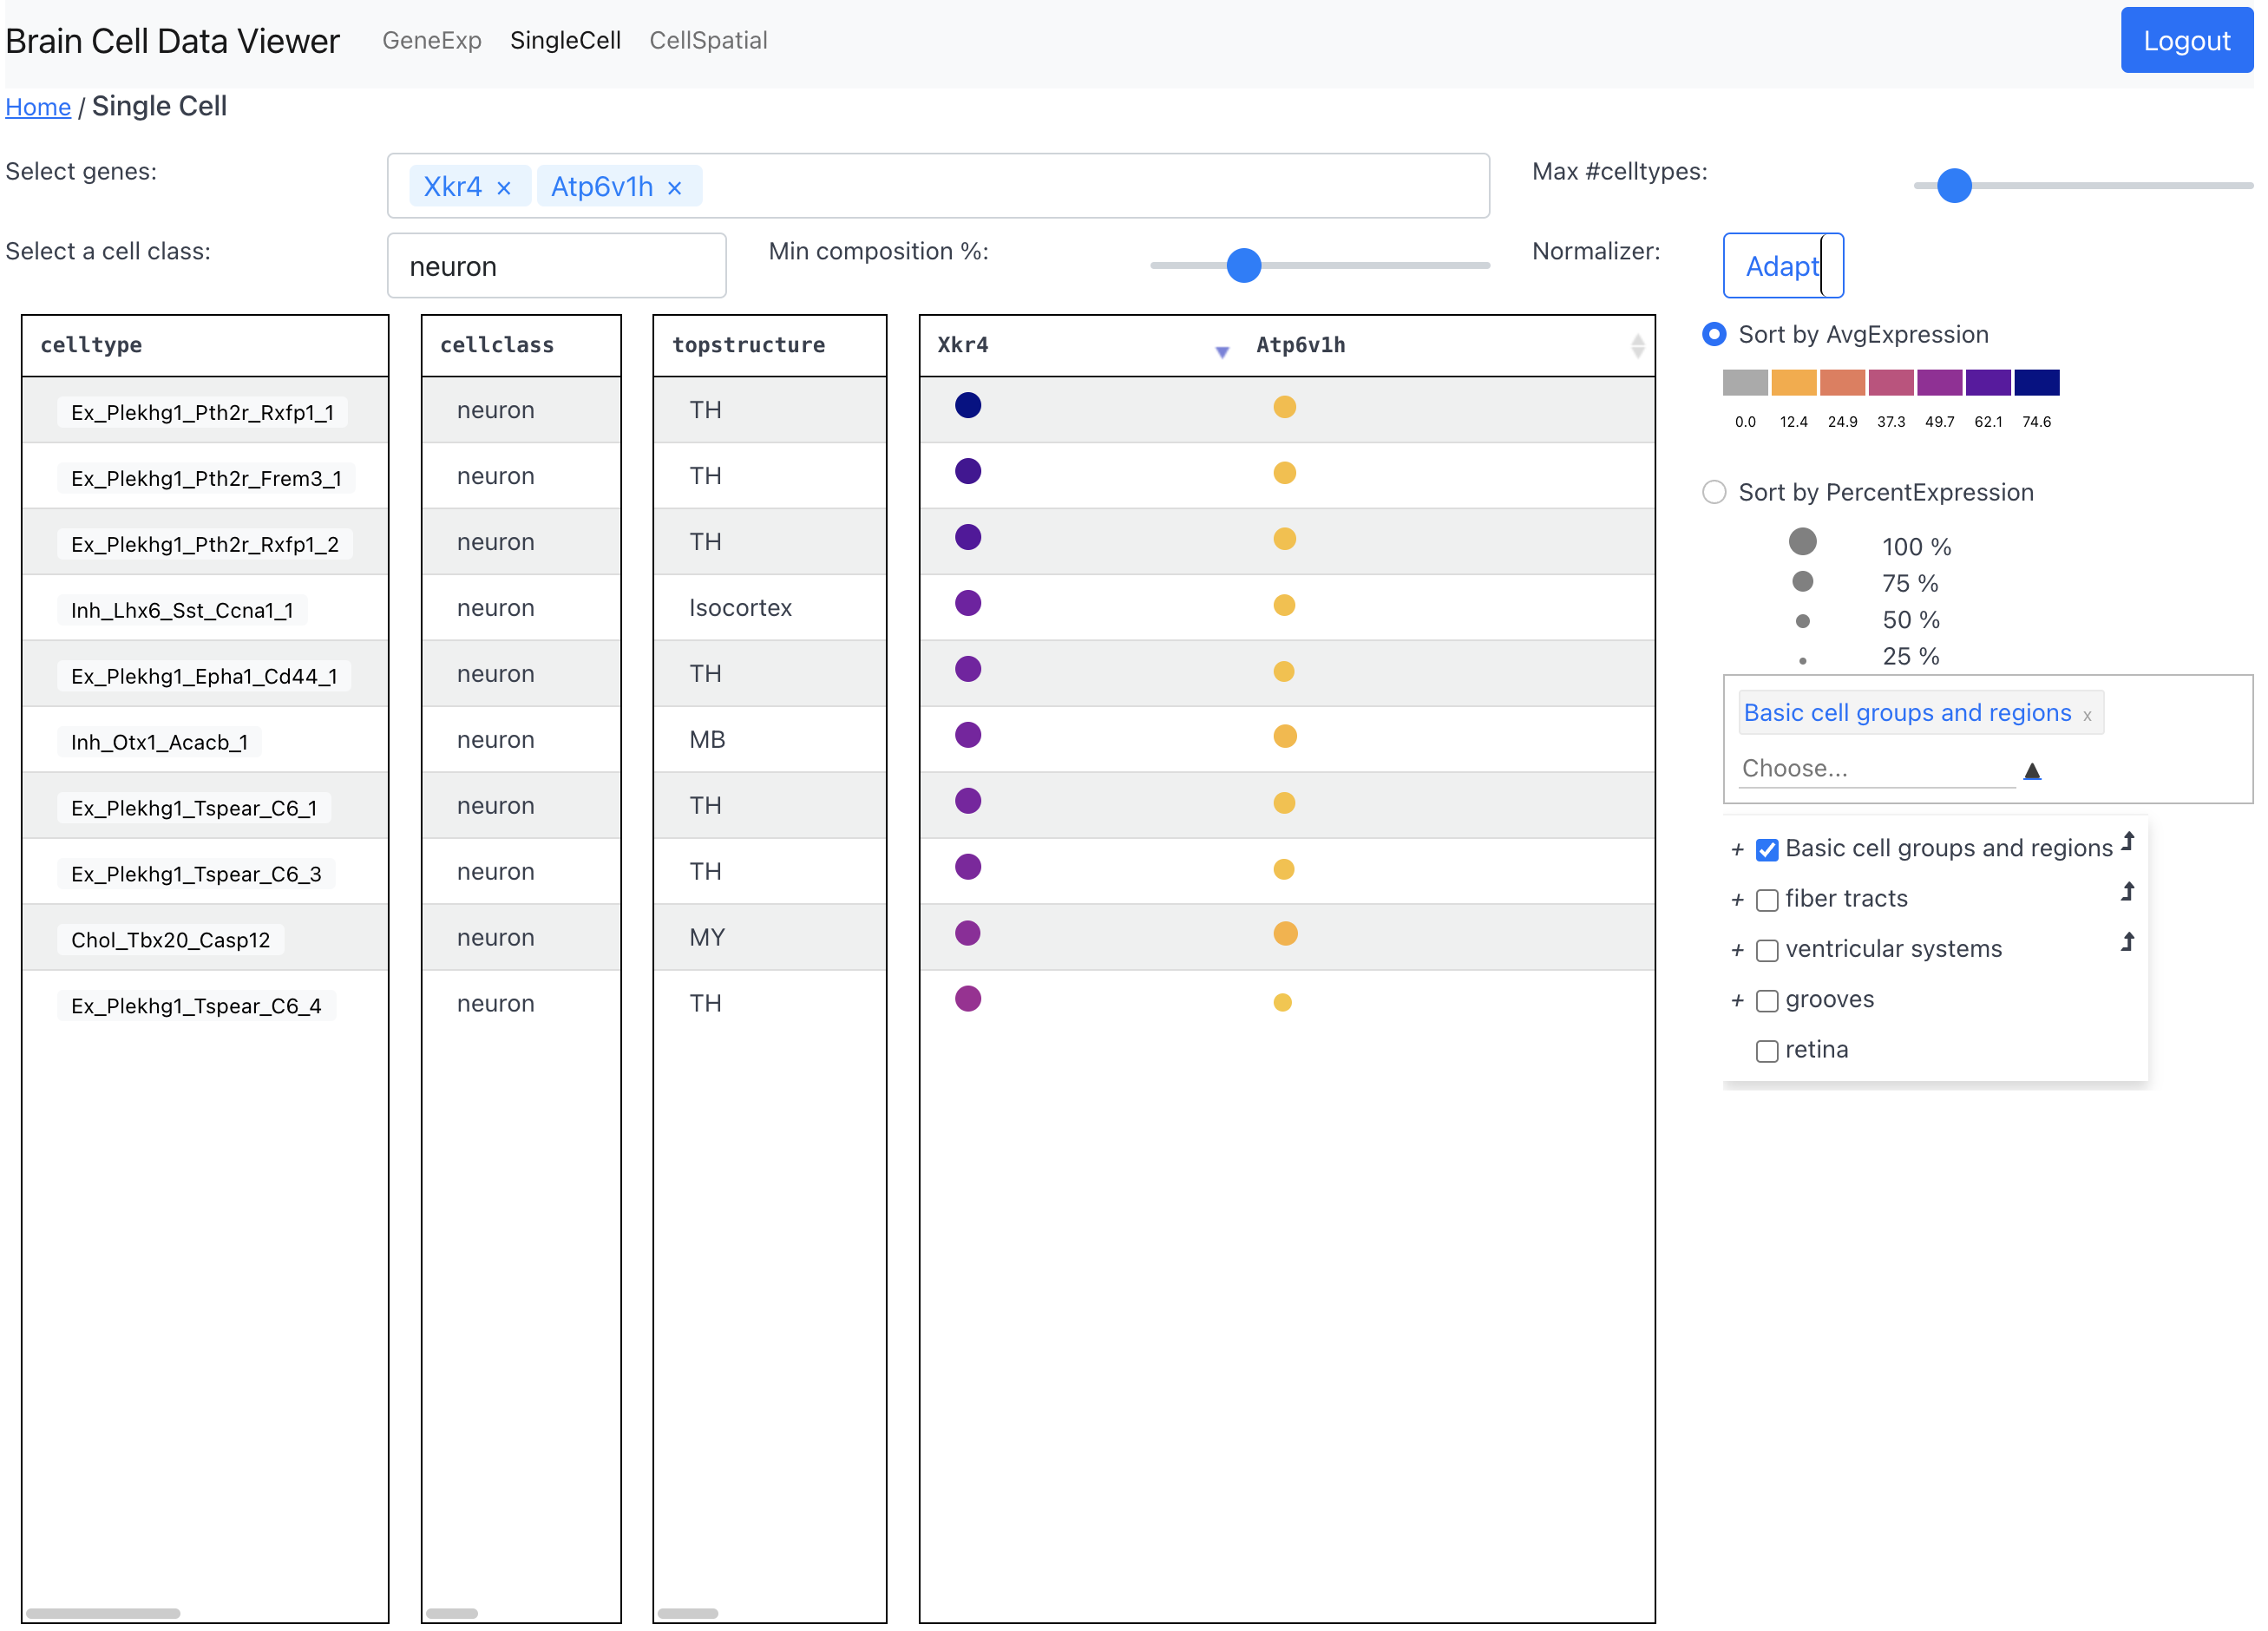 Brain Cell Data Viewer GeneExp SingleCell CellSpatial Logout
Home / Single Cell
Select genes: Xkr4 × Atp6v1h × Max #celltypes:
Select a cell class: neuron Min composition %: Normalizer: Adapt
celltype cellclass topstructure Xkr4 Atp6v1h
Ex_Plekhg1_Pth2r_Rxfp1_1 neuron TH
Ex_Plekhg1_Pth2r_Frem3_1 neuron TH
Ex_Plekhg1_Pth2r_Rxfp1_2 neuron TH
Inh_Lhx6_Sst_Ccna1_1 neuron Isocortex
Ex_Plekhg1_Epha1_Cd44_1 neuron TH
Inh_Otx1_Acacb_1 neuron MB
Ex_Plekhg1_Tspear_C6_1 neuron TH
Ex_Plekhg1_Tspear_C6_3 neuron TH
Chol_Tbx20_Casp12 neuron MY
Ex_Plekhg1_Tspear_C6_4 neuron TH
Sort by AvgExpression
0.0 12.4 24.9 37.3 49.7 62.1 74.6
Sort by PercentExpression
100 %
75 %
50 %
25 %
Basic cell groups and regions x
Choose...
+ Basic cell groups and regions
+ fiber tracts
+ ventricular systems
+ grooves
retina